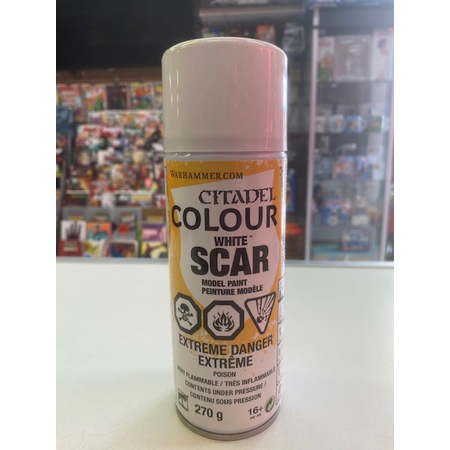 WARHAMMER.COM
CITADEL
COLOUR
WHITE™
SCAR
MODEL PAINT
PEINTURE MODÈLE
EXTREME DANGER
EXTRÊME
POISON
VERY FLAMMABLE / TRÈS INFLAMMABLE
CONTENTS UNDER PRESSURE /
CONTENU SOUS PRESSION
270 g
16+